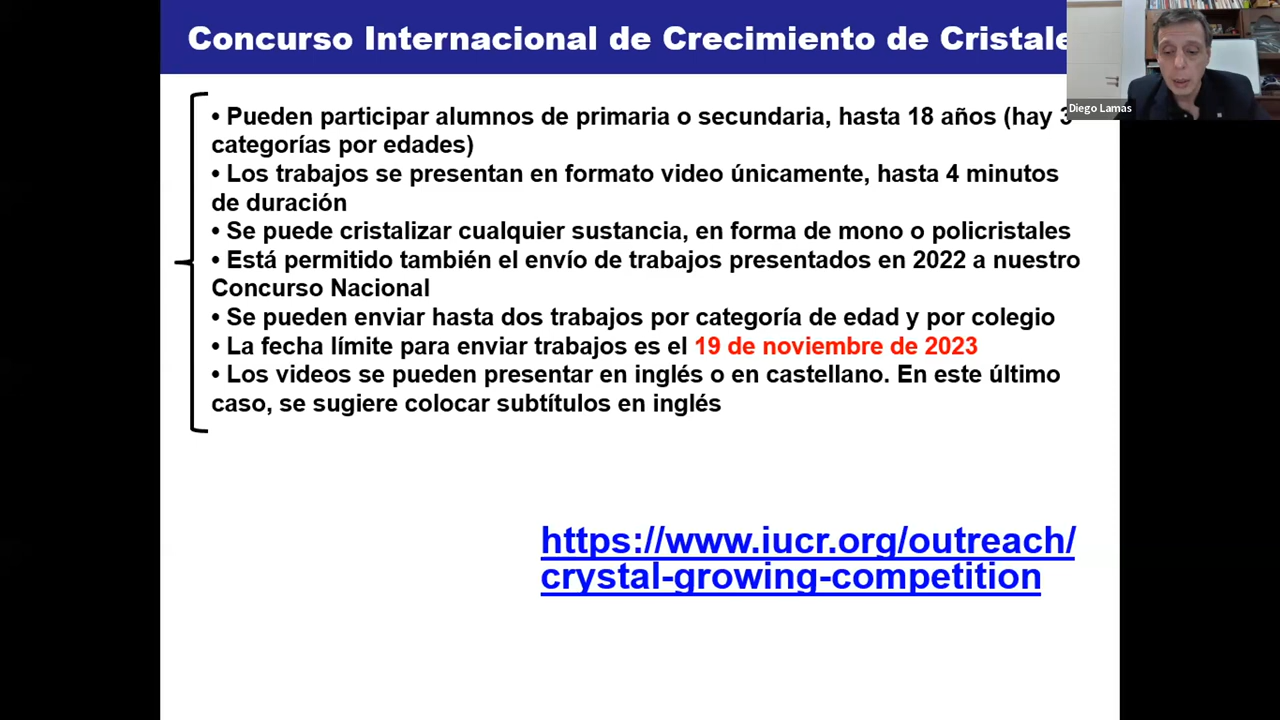 Concurso Internacional de Crecimiento de Cristale
Diego Lamas
• Pueden participar alumnos de primaria o secundaria, hasta 18 años (hay 3
categorías por edades)
• Los trabajos se presentan en formato video únicamente, hasta 4 minutos
de duración
• Se puede cristalizar cualquier sustancia, en forma de mono o policristales
• Está permitido también el envío de trabajos presentados en 2022 a nuestro
Concurso Nacional
• Se pueden enviar hasta dos trabajos por categoría de edad y por colegio
• La fecha límite para enviar trabajos es el 19 de noviembre de 2023
• Los videos se pueden presentar en inglés o en castellano. En este último
caso, se sugiere colocar subtítulos en inglés
https://www.iucr.org/outreach/
crystal-growing-competition